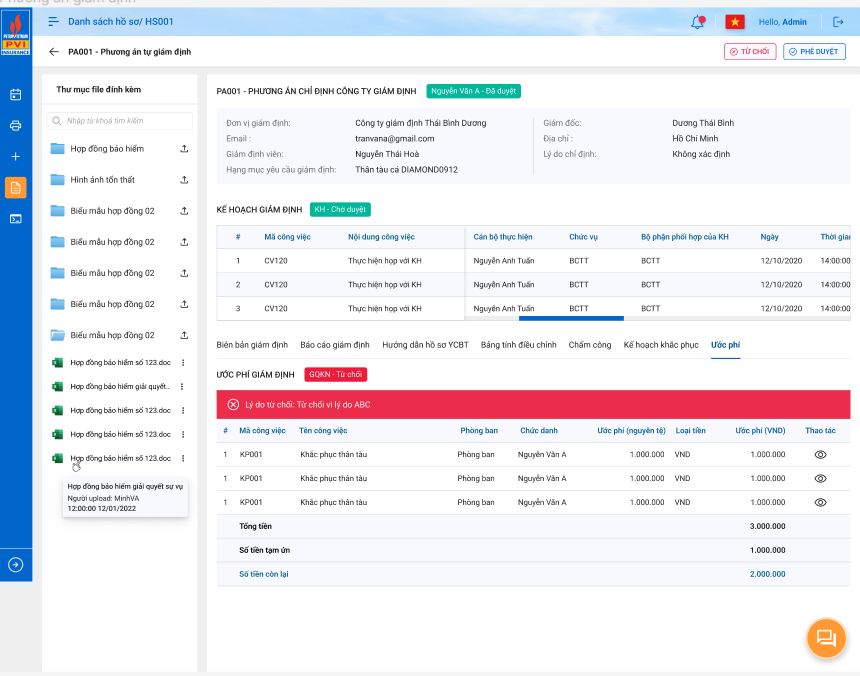 Phương án giám định
PETROVIETNAM
PVI
INSURANCE
Danh sách hồ sơ/ HS001
Hello, Admin
PA001 - Phương án tự giám định
TỪ CHỐI
PHÊ DUYỆT
Thư mục file đính kèm
Nhập từ khoá tìm kiếm
Hợp đồng bảo hiểm
Hình ảnh tổn thất
Biểu mẫu hợp đồng 02
Biểu mẫu hợp đồng 02
Biểu mẫu hợp đồng 02
Biểu mẫu hợp đồng 02
Biểu mẫu hợp đồng 02
Hợp đồng bảo hiểm số 123.doc
Hợp đồng bảo hiểm giải quyết..
Hợp đồng bảo hiểm số 123.doc
Hợp đồng bảo hiểm số 123.doc
Hợp đồng bảo hiểm số 123.doc
Hợp đồng bảo hiểm giải quyết sự vụ
Người upload: MinhVA
12:00:00 12/01/2022
PA001 - PHƯƠNG ÁN CHỈ ĐỊNH CÔNG TY GIÁM ĐỊNH Nguyễn Văn A - Đã duyệt
Đơn vị giám định: Công ty giám định Thái Bình Dương Giám đốc: Dương Thái Bình
Email : tranvana@gmail.com Địa chỉ : Hồ Chí Minh
Giám định viên: Nguyễn Thái Hoà Lý do chỉ định: Không xác định
Hạng mục yêu cầu giám định: Thân tàu cá DIAMOND0912
KẾ HOẠCH GIÁM ĐỊNH KH - Chờ duyệt
# Mã công việc Nội dung công việc Cán bộ thực hiện Chức vụ Bộ phận phối hợp của KH Ngày Thời gian
1 CV120 Thực hiện họp với KH Nguyễn Anh Tuấn BCTT BCTT 12/10/2020 14:00:00
2 CV120 Thực hiện họp với KH Nguyễn Anh Tuấn BCTT BCTT 12/10/2020 14:00:00
3 CV120 Thực hiện họp với KH Nguyễn Anh Tuấn BCTT BCTT 12/10/2020 14:00:00
Biên bản giám định Báo cáo giám định Hướng dẫn hồ sơ YCBT Bảng tính điều chỉnh Chấm công Kế hoạch khắc phục Ước phí
ƯỚC PHÍ GIÁM ĐỊNH GQKN - Từ chối
Lý do từ chối: Từ chối vì lý do ABC
# Mã công việc Tên công việc Phòng ban Chức danh Ước phí (nguyên tệ) Loại tiền Ước phí (VND) Thao tác
1 KP001 Khắc phục thân tàu Phòng ban Nguyễn Văn A 1.000.000 VND 1.000.000
1 KP001 Khắc phục thân tàu Phòng ban Nguyễn Văn A 1.000.000 VND 1.000.000
1 KP001 Khắc phục thân tàu Phòng ban Nguyễn Văn A 1.000.000 VND 1.000.000
Tổng tiền 3.000.000
Số tiền tạm ứn 1.000.000
Số tiền còn lại 2.000.000